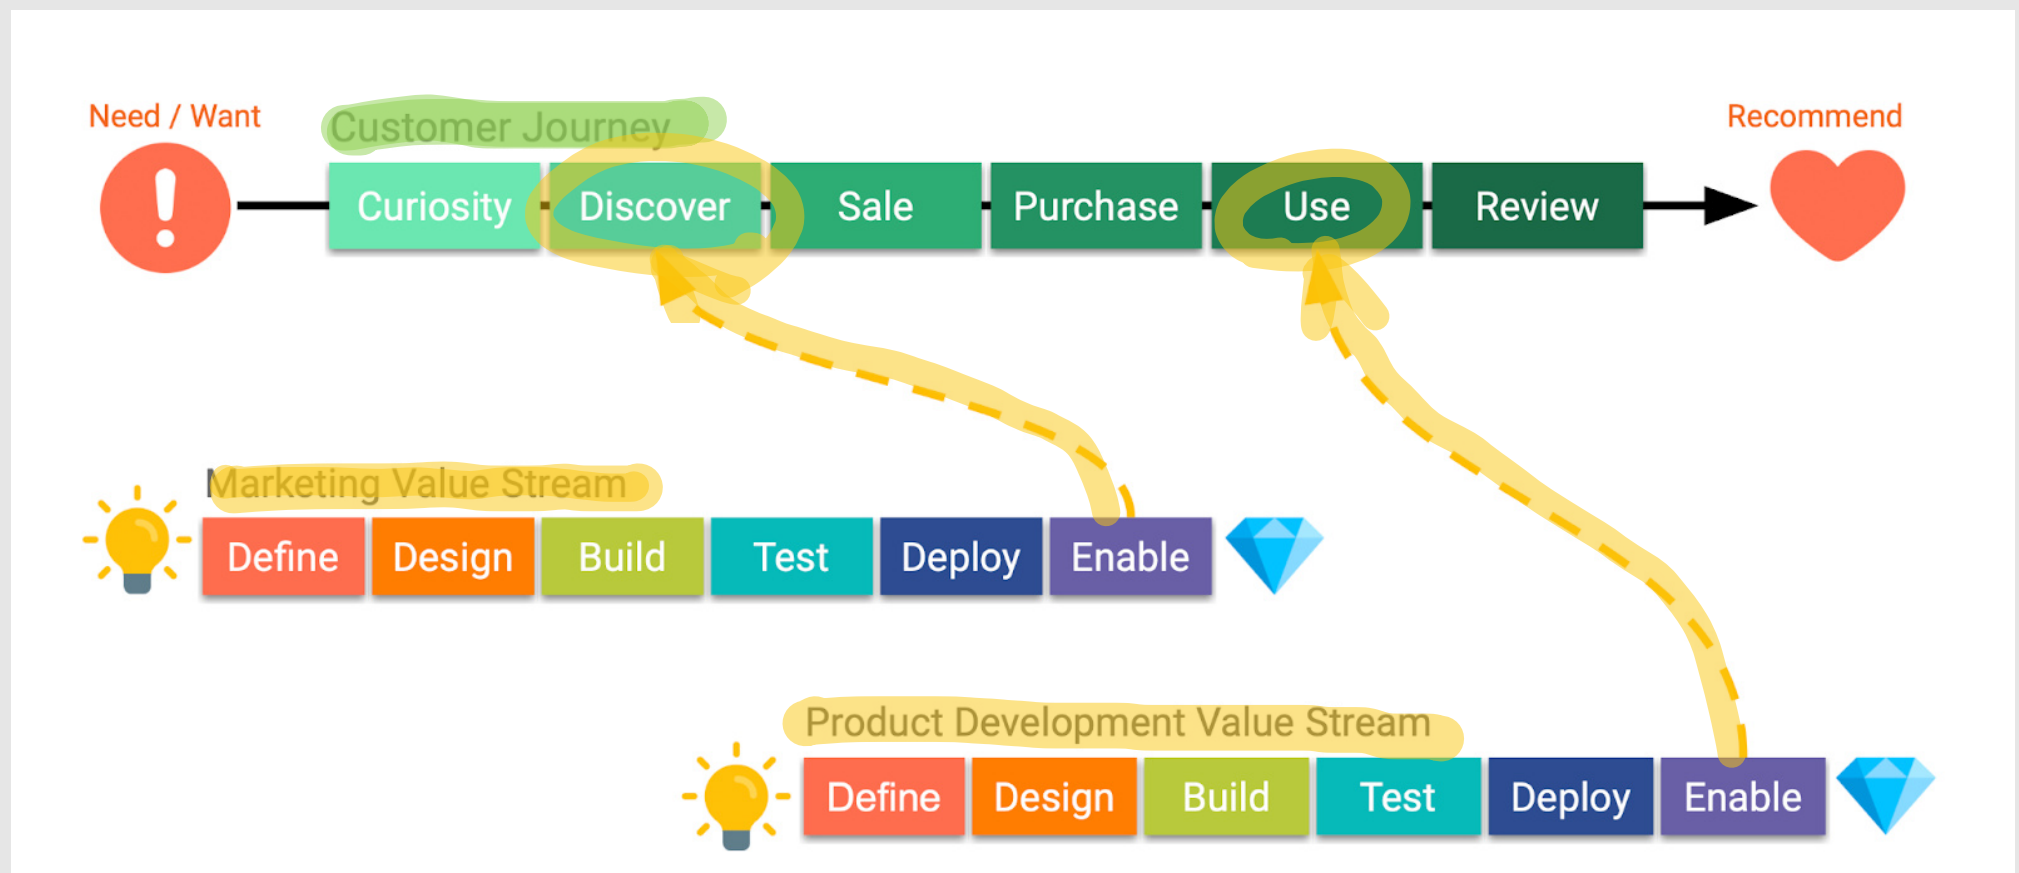 Need / Want
Customer Journey
Recommend
Curiosity Discover Sale Purchase Use Review
Marketing Value Stream
Define Design Build Test Deploy Enable
Product Development Value Stream
Define Design Build Test Deploy Enable